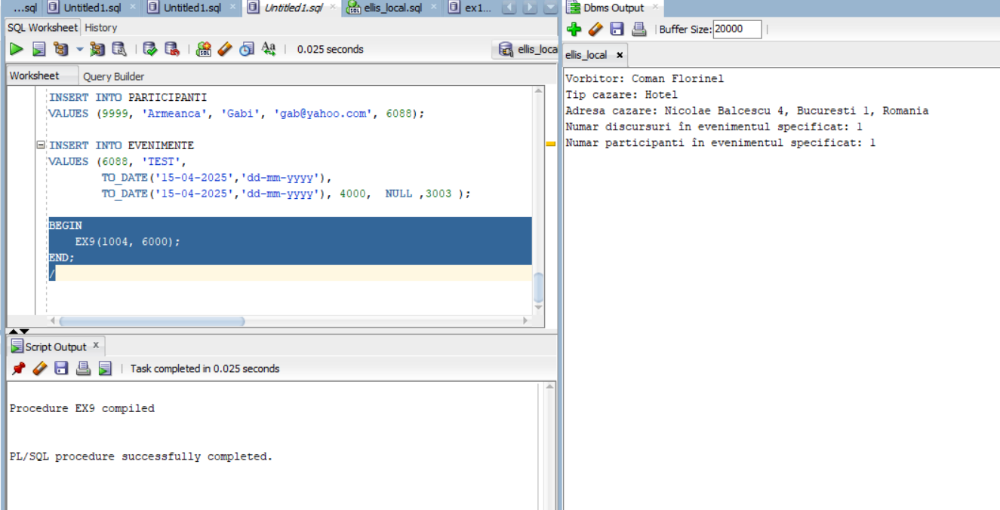 ...sql Untitled1.sql Untitled1.sql Untitled1.sql ellis_local.sql ex1...
SQL Worksheet History
0.025 seconds ellis_loca
Worksheet Query Builder
INSERT INTO PARTICIPANTI
VALUES (9999, 'Armeanca', 'Gabi', 'gab@yahoo.com', 6088);
INSERT INTO EVENIMENTE
VALUES (6088, 'TEST',
TO_DATE('15-04-2025','dd-mm-yyyy'),
TO_DATE('15-04-2025','dd-mm-yyyy'), 4000, NULL ,3003 );
BEGIN
EX9(1004, 6000);
END;
/
Script Output
Task completed in 0.025 seconds
Procedure EX9 compiled
PL/SQL procedure successfully completed.
Dbms Output
Buffer Size: 20000
ellis_local
Vorbitor: Coman Florinel
Tip cazare: Hotel
Adresa cazare: Nicolae Balcescu 4, Bucuresti 1, Romania
Numar discursuri în evenimentul specificat: 1
Numar participanti în evenimentul specificat: 1